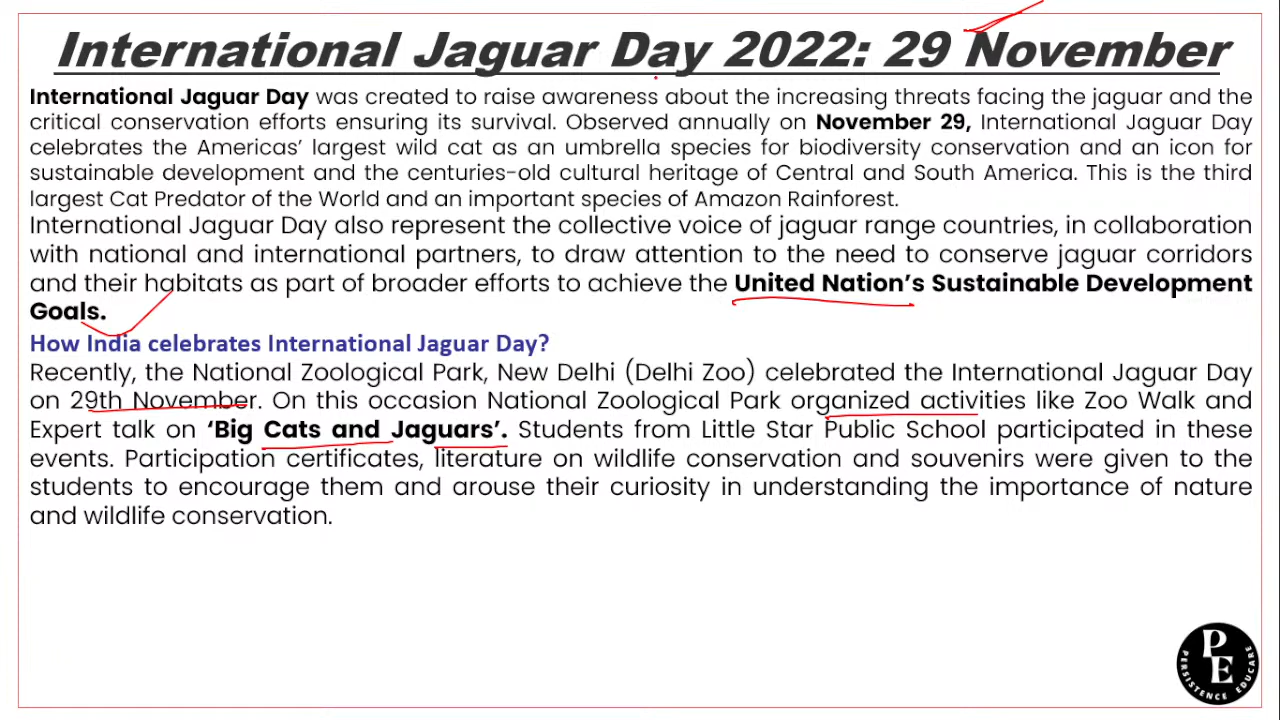 International Jaguar Day 2022: 29 November
International Jaguar Day was created to raise awareness about the increasing threats facing the jaguar and the
critical conservation efforts ensuring its survival. Observed annually on November 29, International Jaguar Day
celebrates the Americas’ largest wild cat as an umbrella species for biodiversity conservation and an icon for
sustainable development and the centuries-old cultural heritage of Central and South America. This is the third
largest Cat Predator of the World and an important species of Amazon Rainforest.
International Jaguar Day also represent the collective voice of jaguar range countries, in collaboration
with national and international partners, to draw attention to the need to conserve jaguar corridors
and their habitats as part of broader efforts to achieve the United Nation’s Sustainable Development
Goals.
How India celebrates International Jaguar Day?
Recently, the National Zoological Park, New Delhi (Delhi Zoo) celebrated the International Jaguar Day
on 29th November. On this occasion National Zoological Park organized activities like Zoo Walk and
Expert talk on ‘Big Cats and Jaguars’. Students from Little Star Public School participated in these
events. Participation certificates, literature on wildlife conservation and souvenirs were given to the
students to encourage them and arouse their curiosity in understanding the importance of nature
and wildlife conservation.
PE
PERSISTENCE EDUCARE